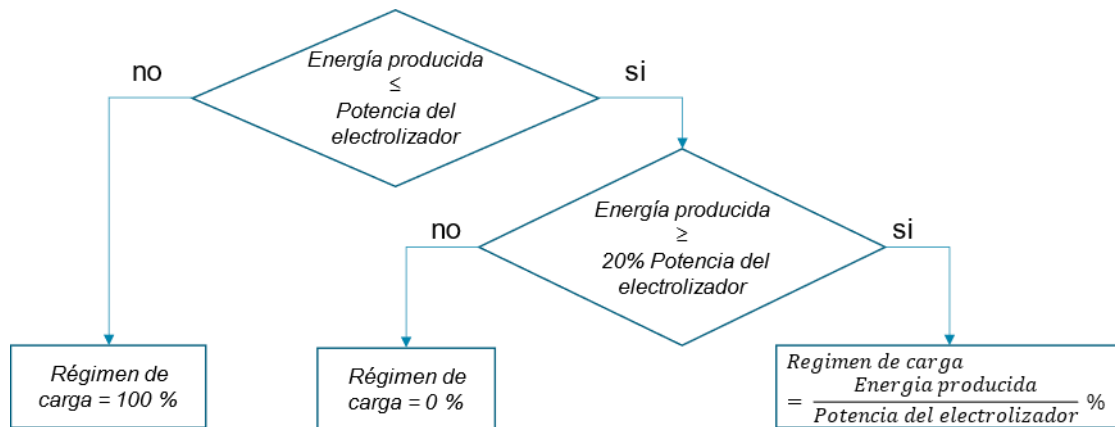 no
Energía producida
≤
Potencia del
electrolizador
si
no
Energía producida
≥
20% Potencia del
electrolizador
si
Régimen de
carga = 100 %
Régimen de
carga = 0 %
Regimen de carga
= Energia producida / Potencia del electrolizador %